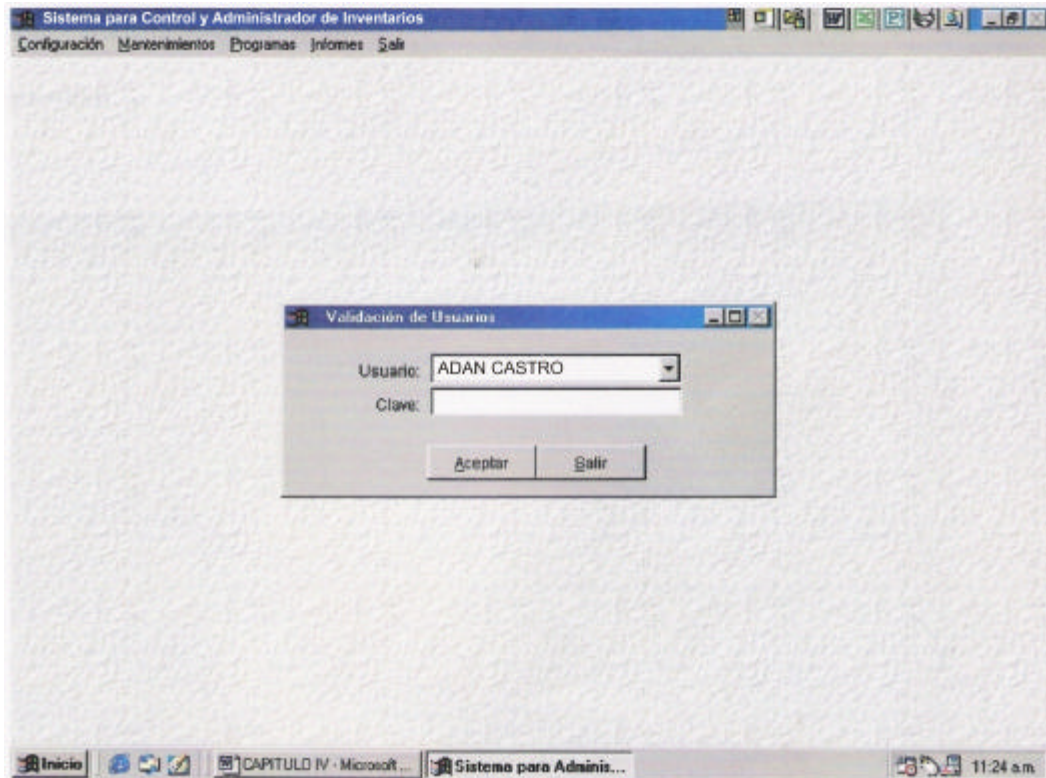 Sistema para Control y Administrador de Inventarios
Configuración Mantenimientos Programas Informes Salir
Validación de Usuarios
Usuario: ADAN CASTRO
Clave:
Aceptar Salir
Inicio CAPITULO IV - Microsoft ... Sistema para Adminis... 11:24 a.m.